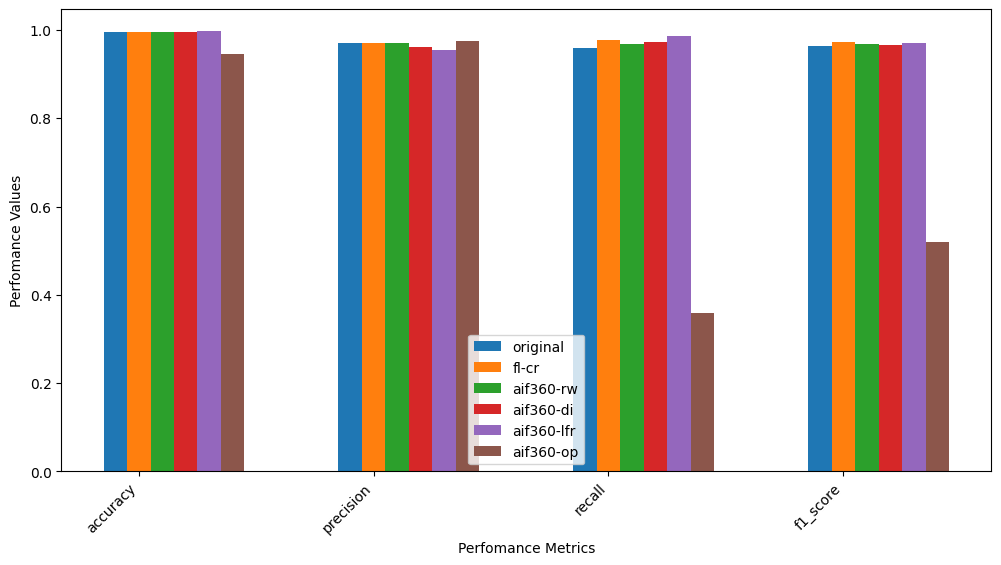 1.0
0.8
0.6
0.4
0.2
0.0
Perfomance Values
original
fl-cr
aif360-rw
aif360-di
aif360-lfr
aif360-op
accuracy
precision
recall
f1_score
Perfomance Metrics